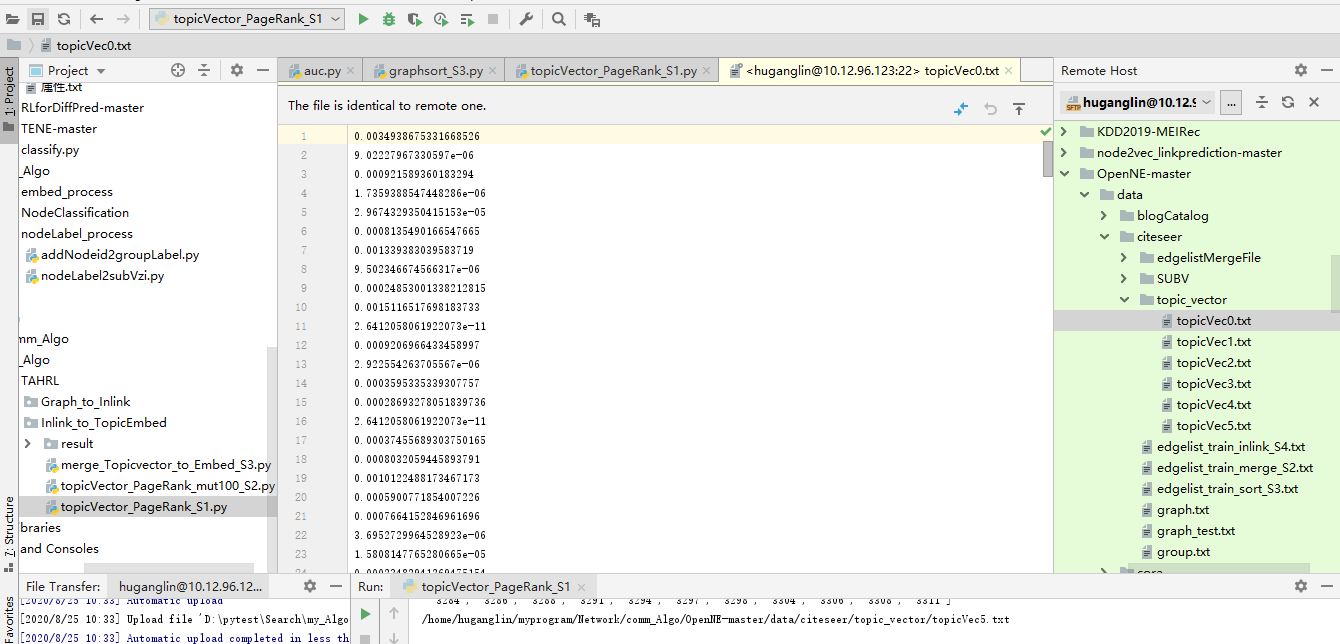 topicVector_PageRank_S1
topicVec0.txt
Project
auc.py
graphsort_S3.py
topicVector_PageRank_S1.py
<huganglin@10.12.96.123:22> topicVec0.txt
Remote Host
1: Project
属性.txt
RLforDiffPred-master
TENE-master
classify.py
_Algo
embed_process
NodeClassification
nodeLabel_process
addNodeid2groupLabel.py
nodeLabel2subVzi.py
_Algo
TAHRL
Graph_to_Inlink
Inlink_to_TopicEmbed
result
merge_Topicvector_to_Embed_S3.py
topicVector_PageRank_mut100_S2.py
topicVector_PageRank_S1.py
braries
and Consoles
7: Structure
Favorites
The file is identical to remote one.
1 0.0034938675331668526
2 9.02227967330597e-06
3 0.000921589360183294
4 1.7359388547448286e-06
5 2.9674329350415153e-05
6 0.0008135490166547665
7 0.001339383039583719
8 9.502346674566317e-06
9 0.00024853001338212815
10 0.0015116517698183733
11 2.6412058061922073e-11
12 0.0009206966433458997
13 2.922554263705567e-06
14 0.0003595335339307757
15 0.00028693278051839736
16 2.6412058061922073e-11
17 0.00037455689303750165
18 0.0008032059445893791
19 0.0010122488173467173
20 0.0005900771854007226
21 0.0007664152846961696
22 3.6952729964528923e-06
23 1.5808147765280665e-05
huganglin@10.12.9
...
KDD2019-MEIRec
node2vec_linkprediction-master
OpenNE-master
data
blogCatalog
citeseer
edgelistMergeFile
SUBV
topic_vector
topicVec0.txt
topicVec1.txt
topicVec2.txt
topicVec3.txt
topicVec4.txt
topicVec5.txt
edgelist_train_inlink_S4.txt
edgelist_train_merge_S2.txt
edgelist_train_sort_S3.txt
graph.txt
graph_test.txt
group.txt
File Transfer:
huganglin@10.12.96.12...
[2020/8/25 10:33] Automatic upload
[2020/8/25 10:33] Upload file 'D:\pytest\Search\my_Algo
[2020/8/25 10:33] Automatic upload completed in less th
Run:
topicVector_PageRank_S1
'3284', '3286', '3288', '3291', '3294', '3297', '3298', '3304', '3306', '3308', '3311']
/home/huganglin/myprogram/Network/comm_Algo/OpenNE-master/data/citeseer/topic_vector/topicVec5.txt